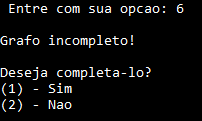 Entre com sua opcao: 6
Grafo incompleto!
Deseja completa-lo?
(1) - Sim
(2) - Nao